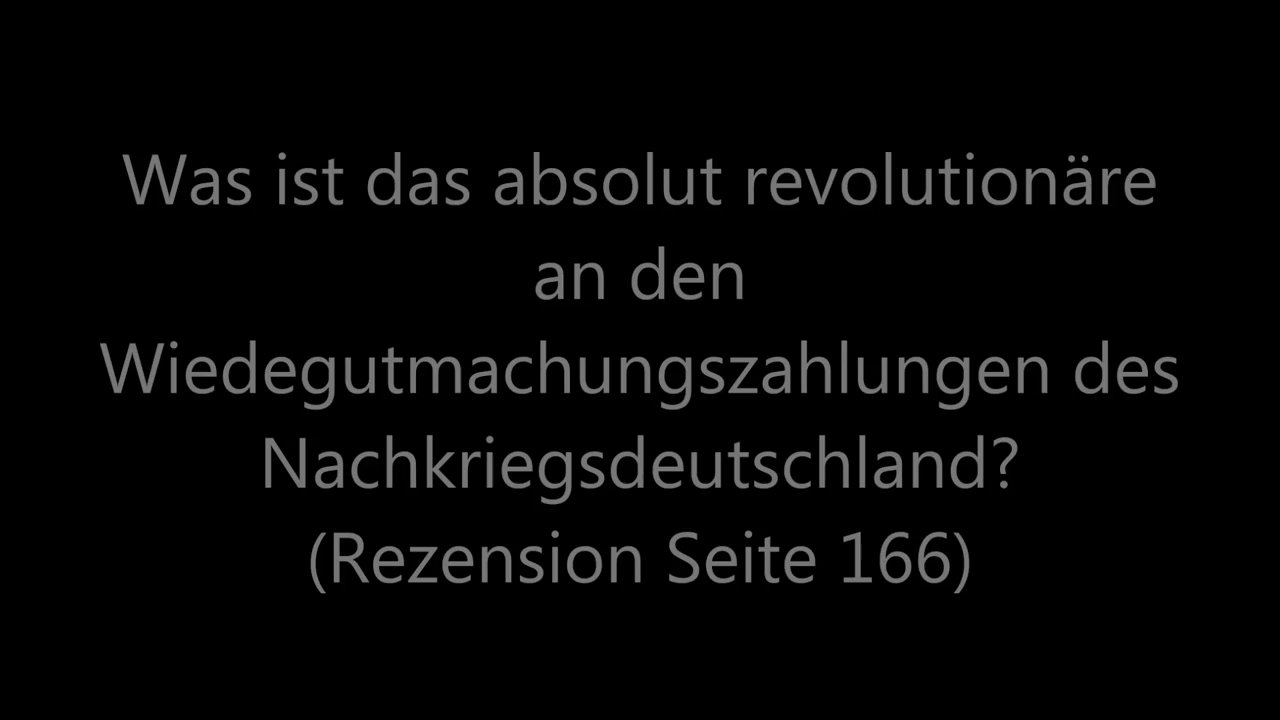 Was ist das absolut revolutionäre
an den
Wiedegutmachungszahlungen des
Nachkriegsdeutschland?
(Rezension Seite 166)